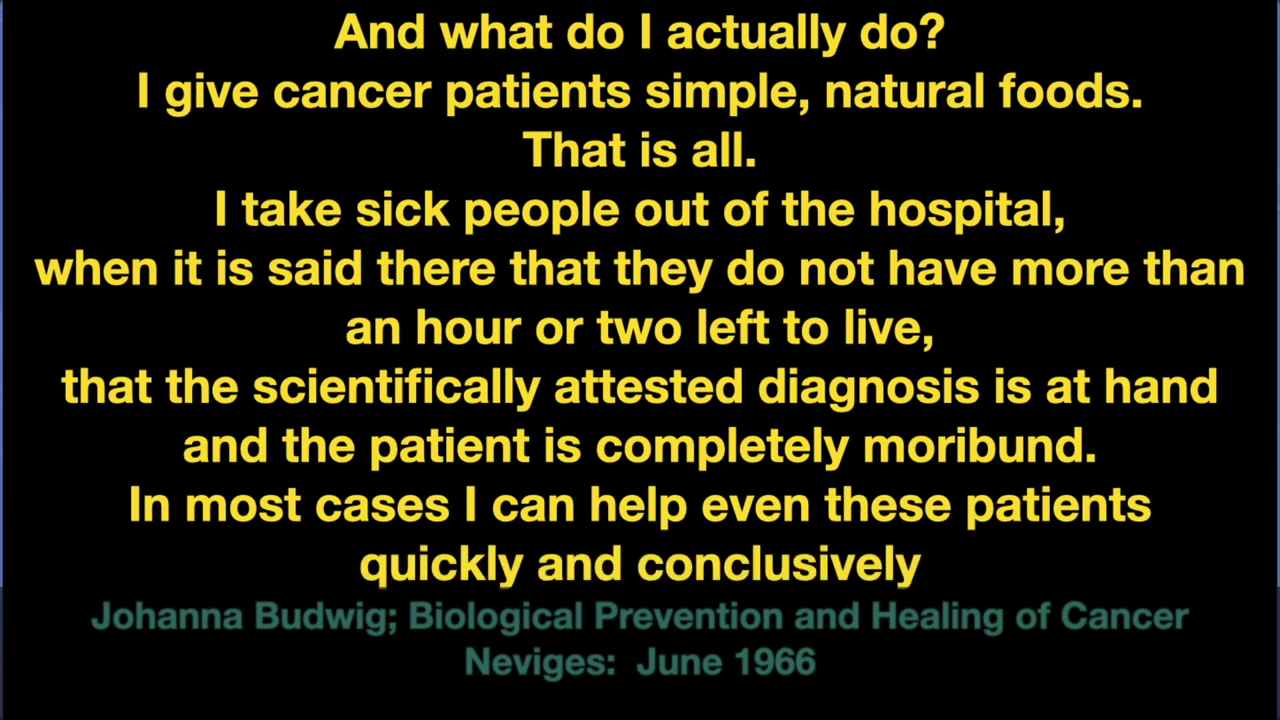 And what do I actually do?
I give cancer patients simple, natural foods.
That is all.
I take sick people out of the hospital,
when it is said there that they do not have more than
an hour or two left to live,
that the scientifically attested diagnosis is at hand
and the patient is completely moribund.
In most cases I can help even these patients
quickly and conclusively
Johanna Budwig; Biological Prevention and Healing of Cancer
Neviges: June 1966